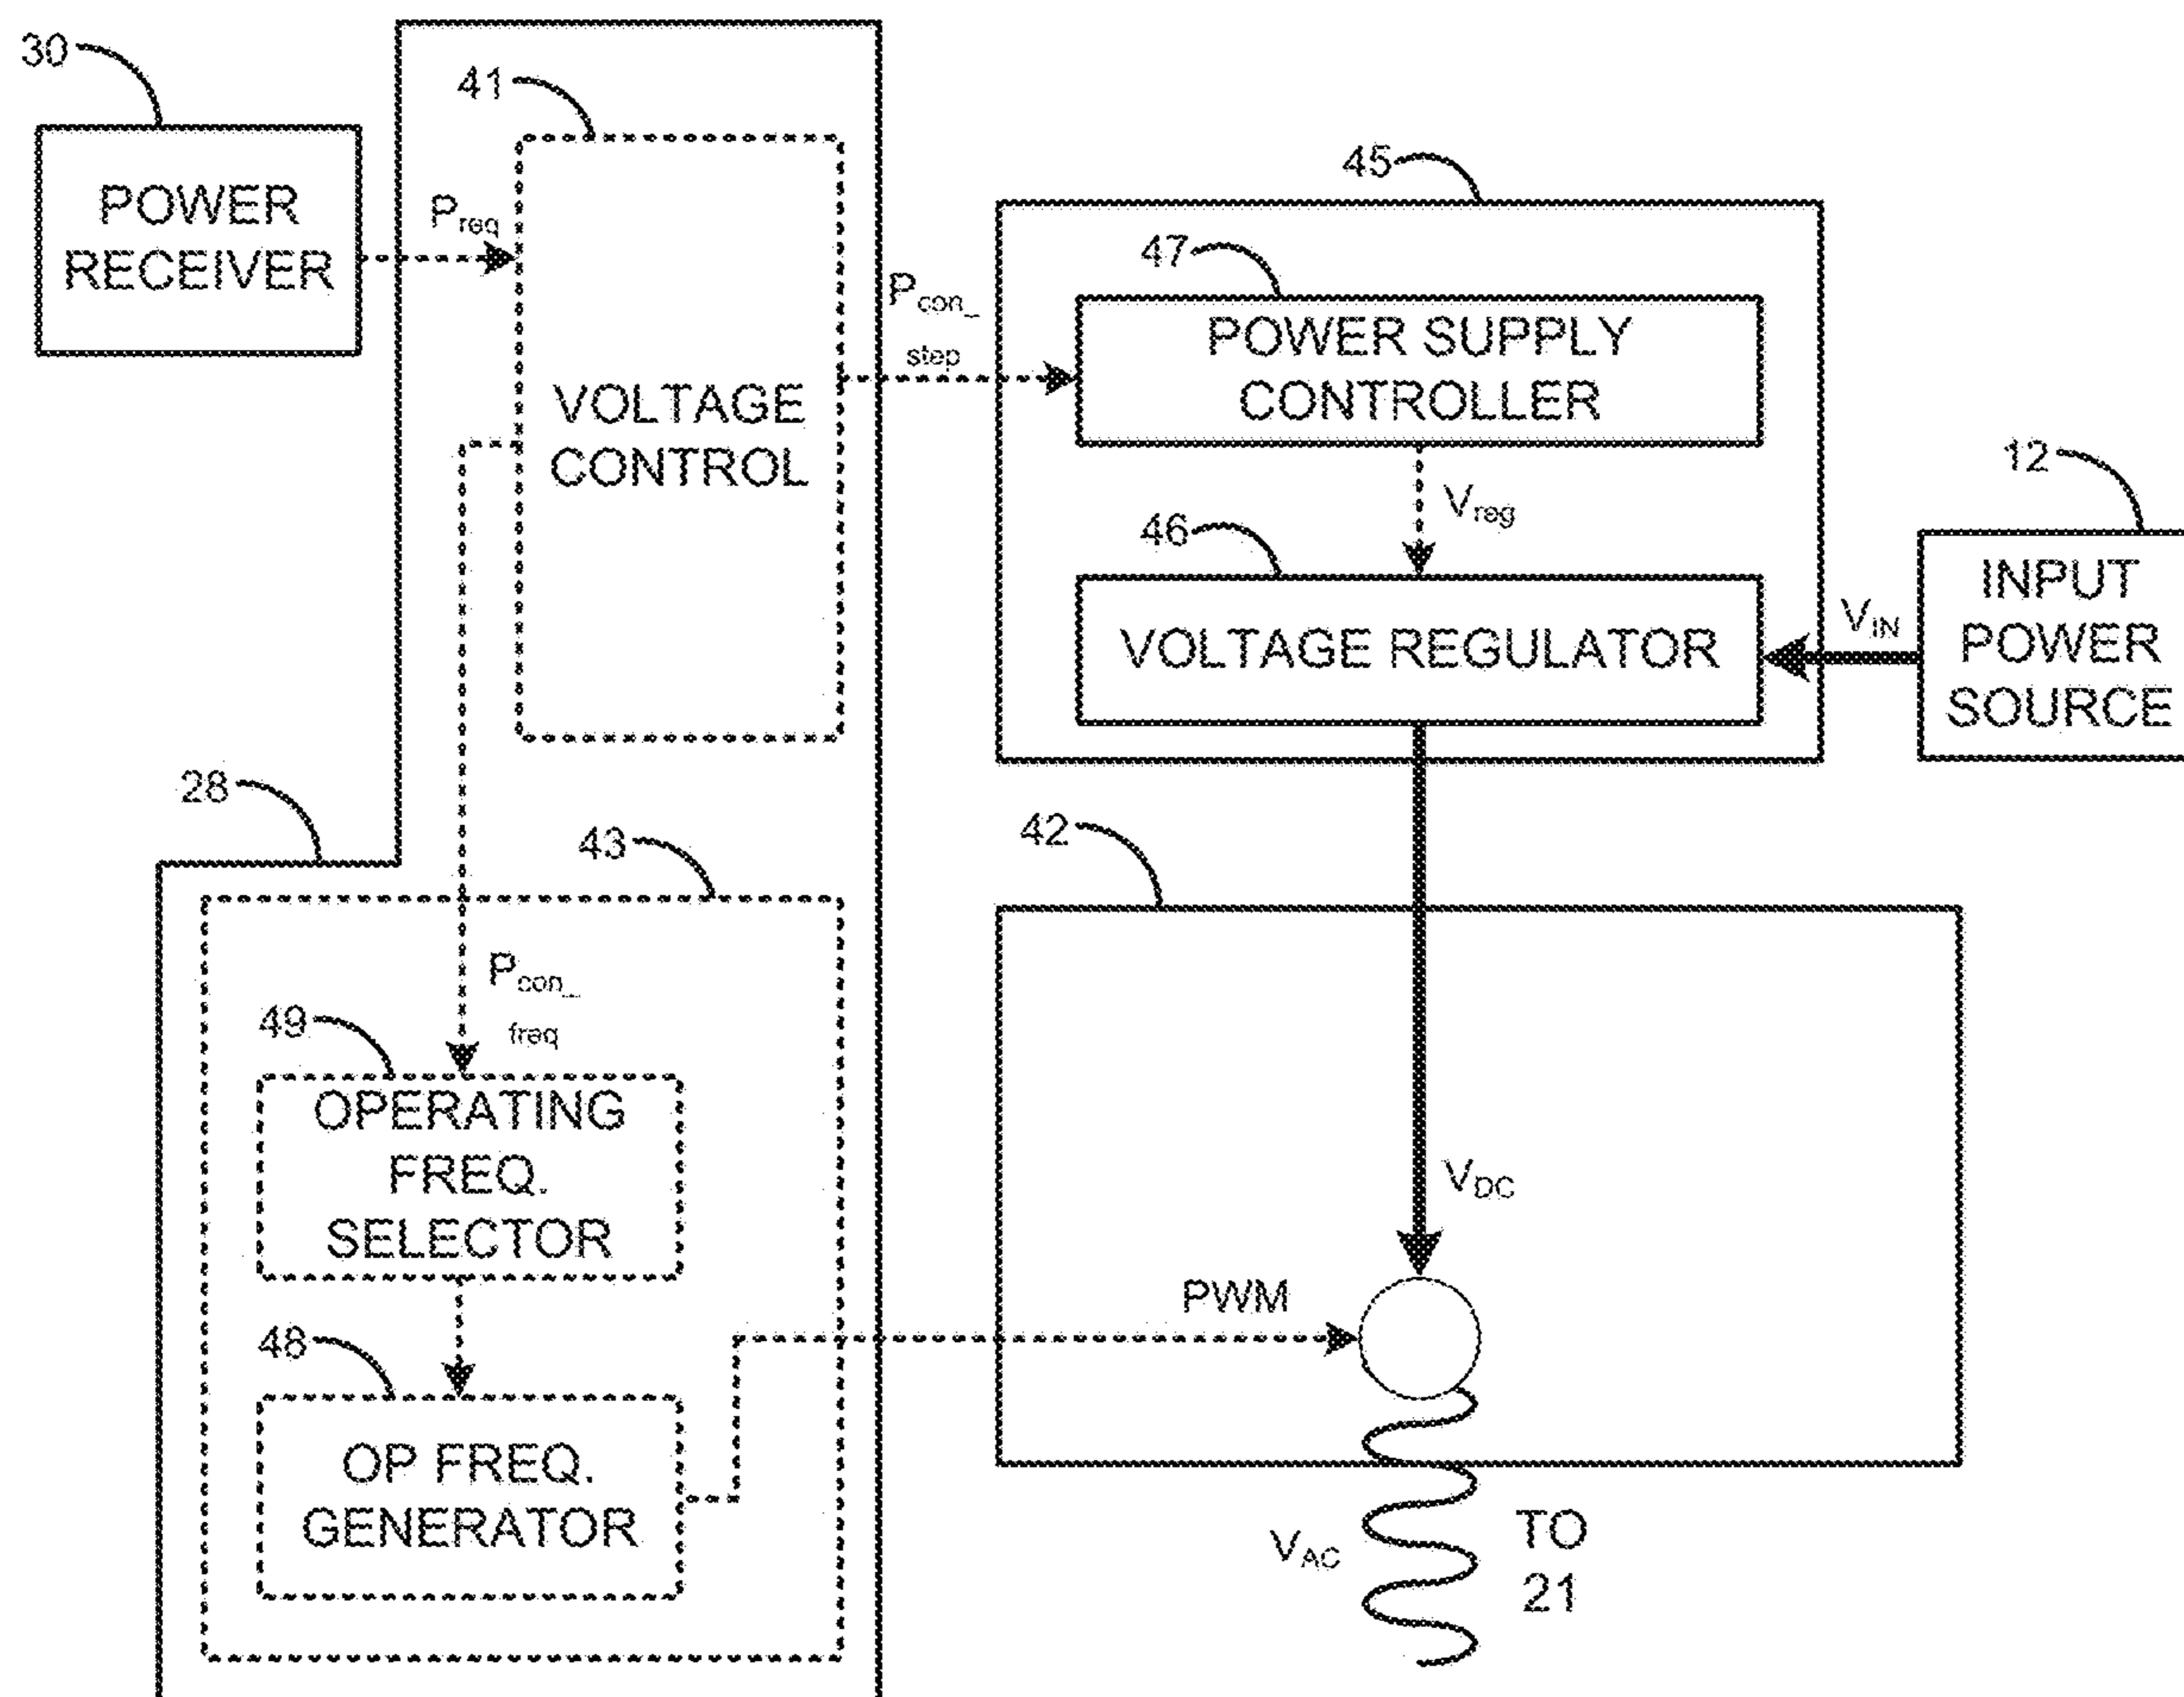 30
POWER
RECEIVER
41
Preq
VOLTAGE
CONTROL
Pcon_
step
45
47
POWER SUPPLY
CONTROLLER
Vreg
46
VOLTAGE REGULATOR
12
VIN
INPUT
POWER
SOURCE
28
43
Pcon_
freq
49
OPERATING
FREQ.
SELECTOR
48
OP FREQ.
GENERATOR
42
VDC
PWM
VAC
TO
21